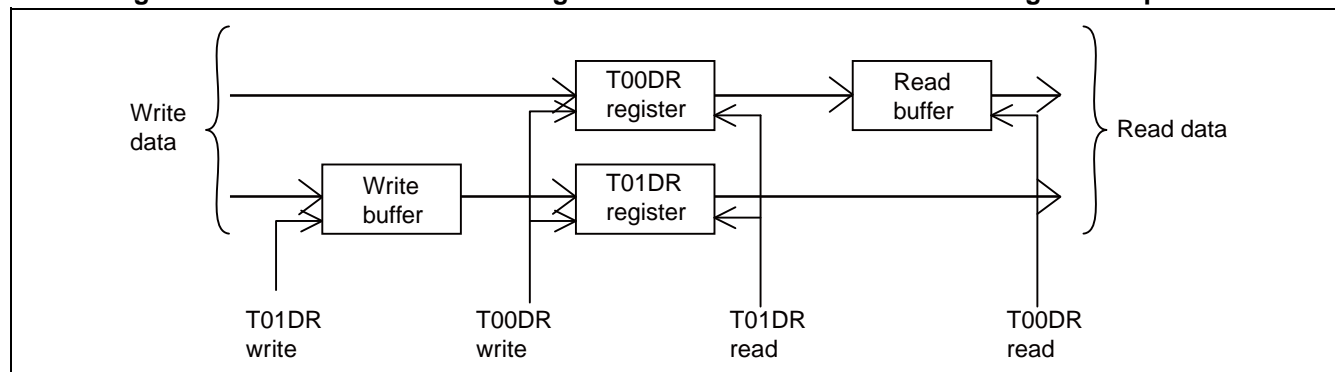 T00DR
register
Read
buffer
Write
data
Read data
Write
buffer
T01DR
register
T01DR
write
T00DR
write
T01DR
read
T00DR
read